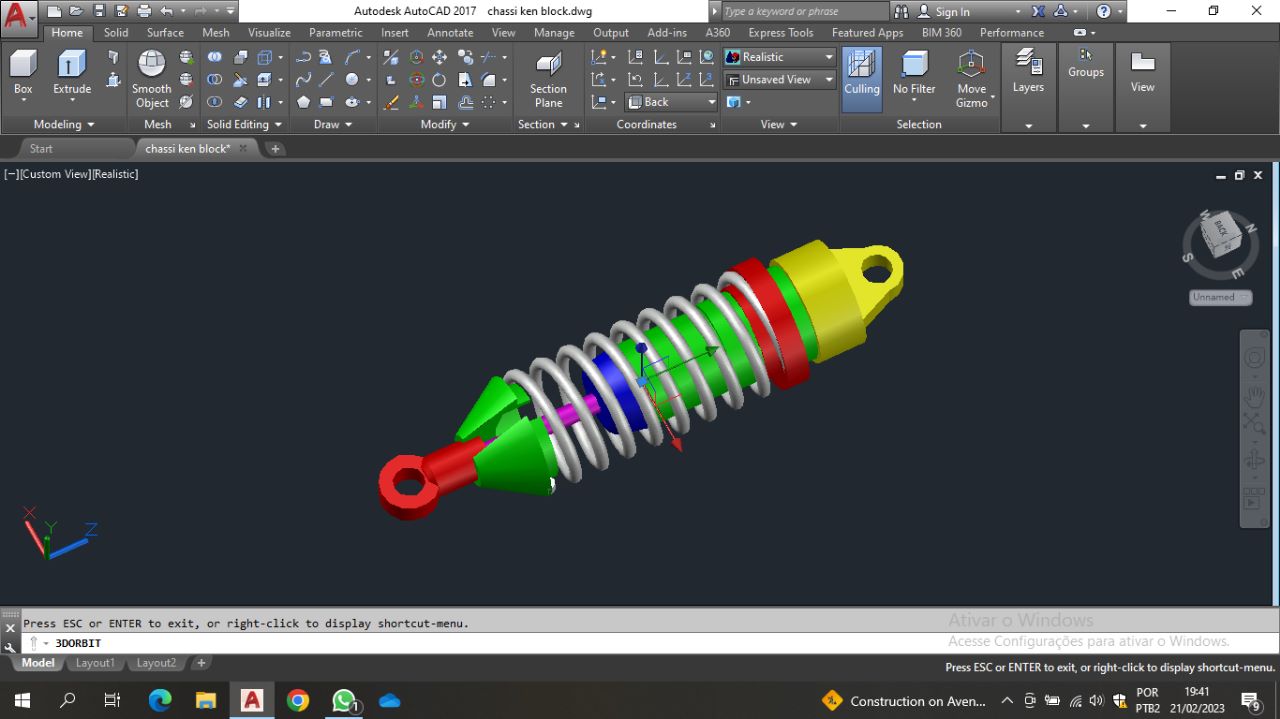 Autodesk AutoCAD 2017 chassi ken block.dwg
Type a keyword or phrase
Sign In
Home Solid Surface Mesh Visualize Parametric Insert Annotate View Manage Output Add-ins A360 Express Tools Featured Apps BIM 360 Performance
Box
Extrude
Smooth
Object
Section
Plane
Realistic
Unsaved View
Back
Culling
No Filter
Move
Gizmo
Layers
Groups
View
Modeling
Mesh
Solid Editing
Draw
Modify
Section
Coordinates
View
Selection
Start
chassi ken block*
[−][Custom View][Realistic]
W
N
BACK
S
E
Unnamed
X
Y
Z
Press ESC or ENTER to exit, or right-click to display shortcut-menu.
3DORBIT
Ativar o Windows
Acesse Configurações para ativar o Windows.
Model Layout1 Layout2
Press ESC or ENTER to exit, or right-click to display shortcut-menu.
1
Construction on Aven...
POR
PTB2
19:41
21/02/2023
9